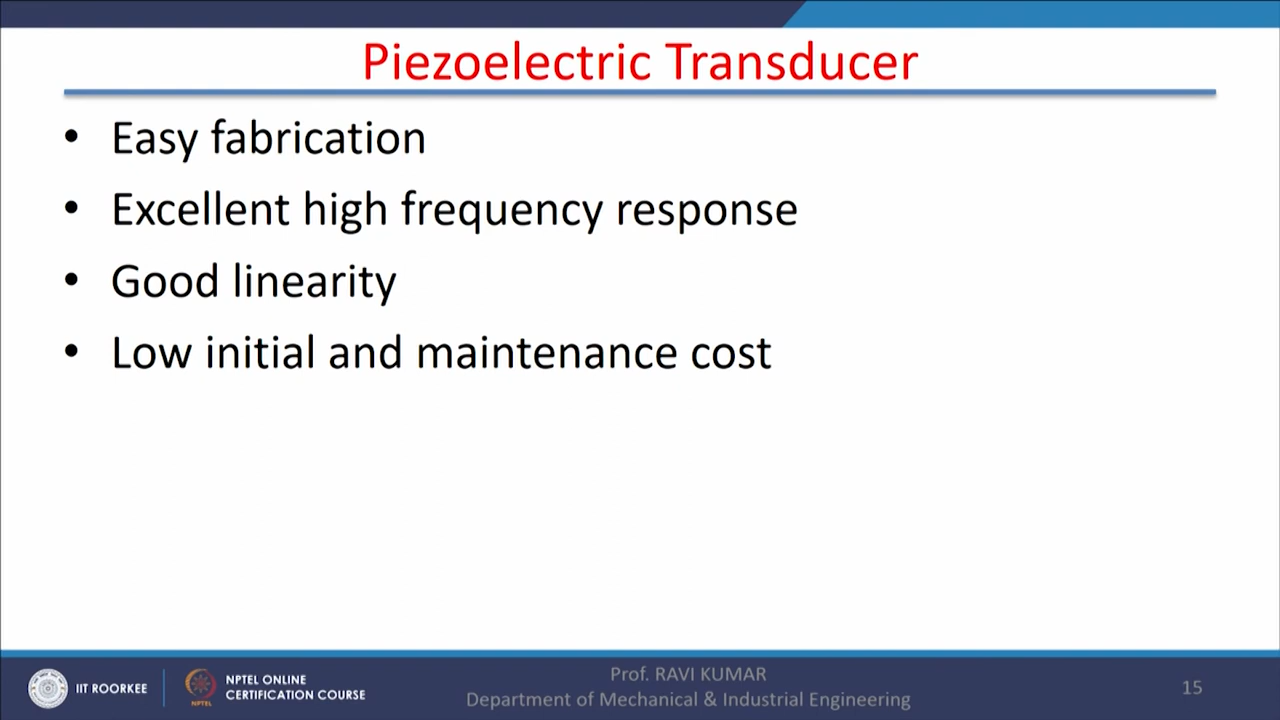 Piezoelectric Transducer
• Easy fabrication
• Excellent high frequency response
• Good linearity
• Low initial and maintenance cost
IIT ROORKEE
NPTEL
NPTEL ONLINE
CERTIFICATION COURSE
Prof. RAVI KUMAR
Department of Mechanical & Industrial Engineering
15